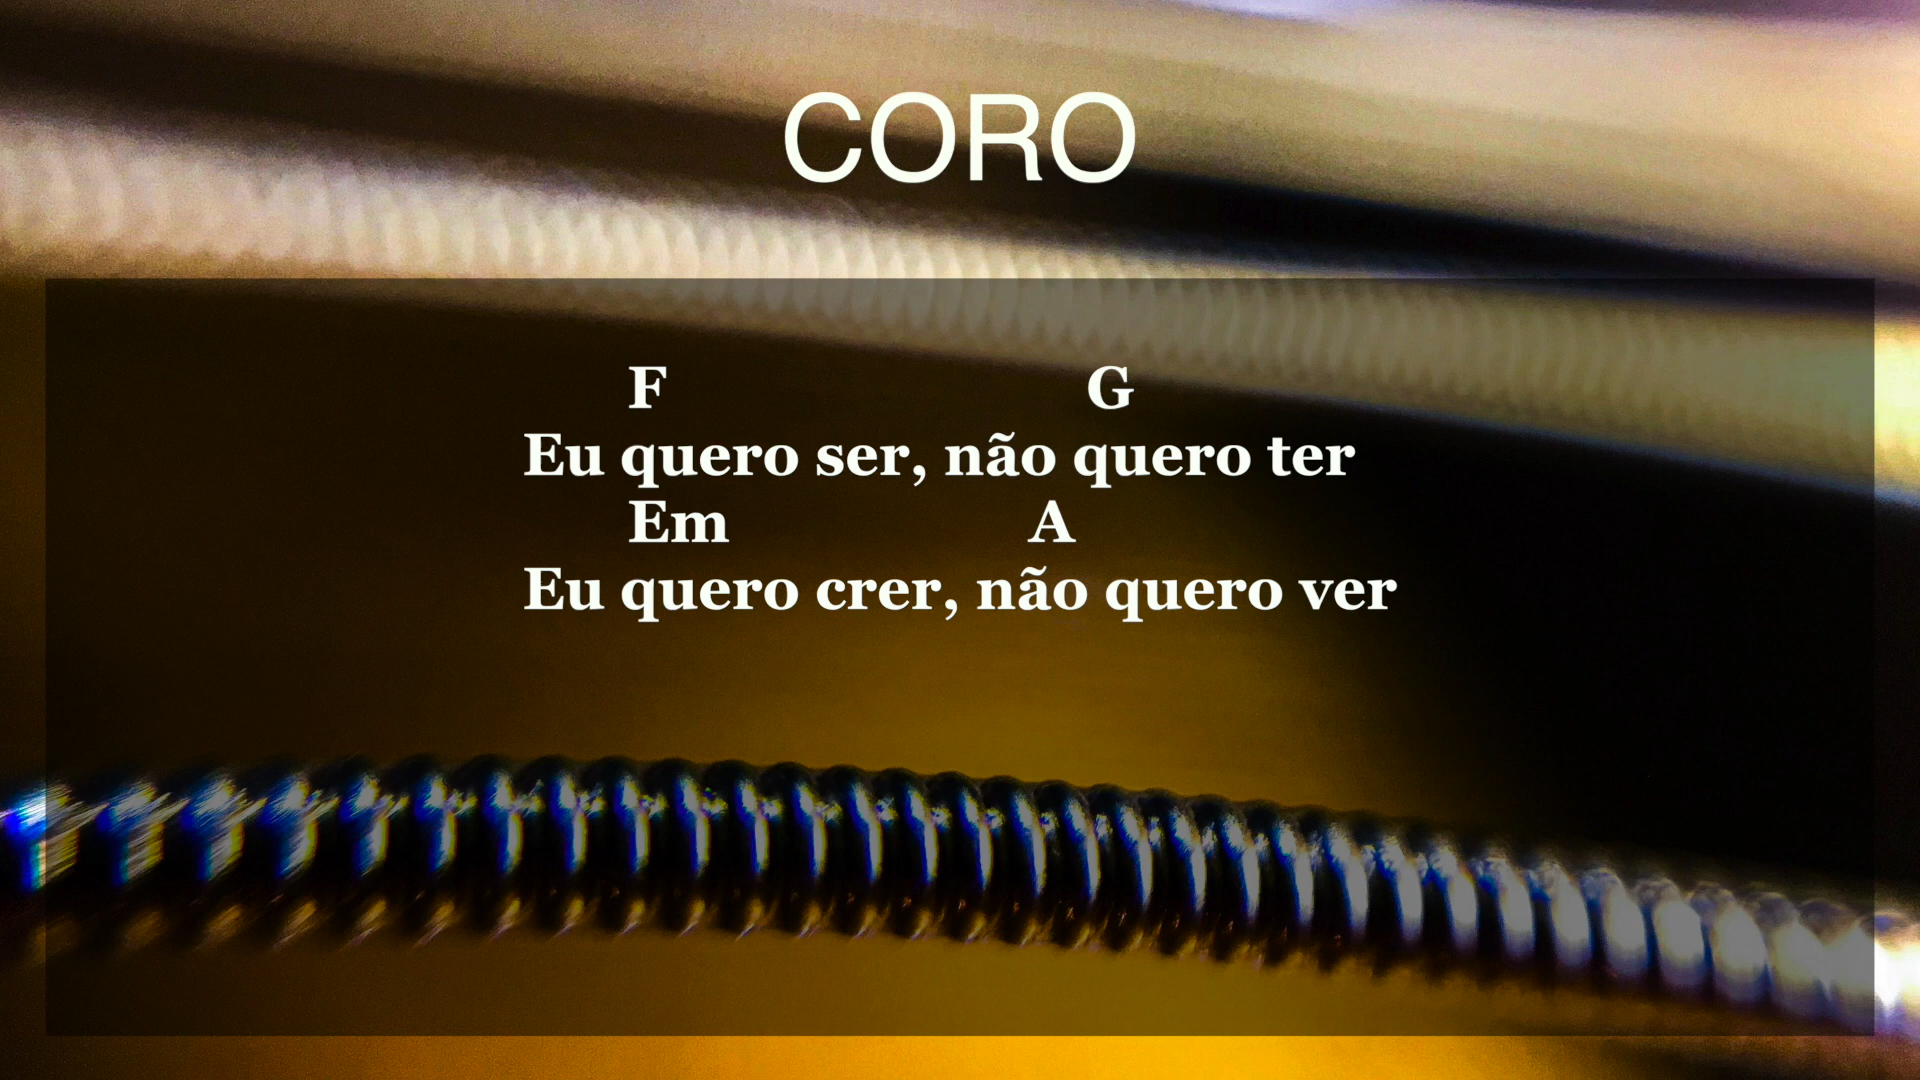 CORO
F G
Eu quero ser, não quero ter
Em A
Eu quero crer, não quero ver